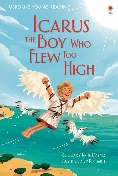 USBORNE YOUNG READING
ICARUS
THE BOY WHO
FLEW TOO
HIGH